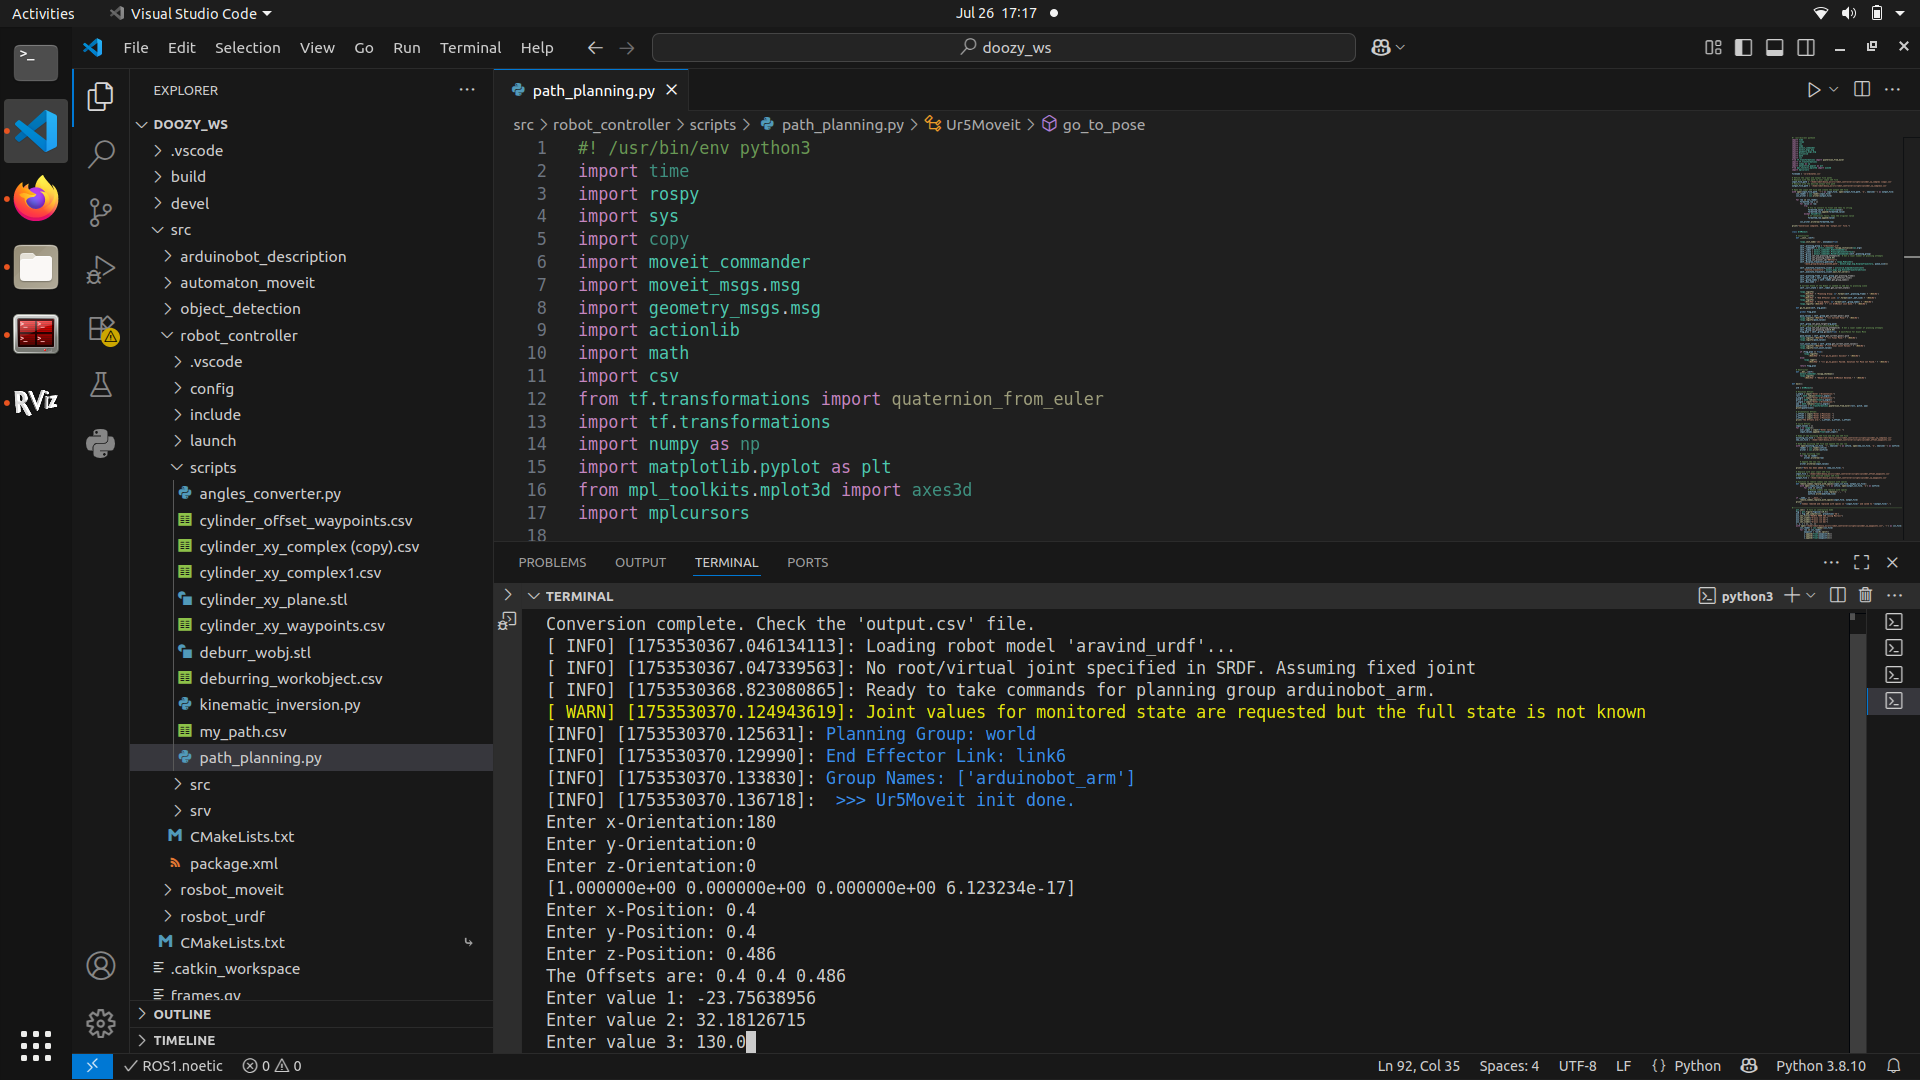 Activities
Visual Studio Code
Jul 26 17:17
File Edit Selection View Go Run Terminal Help
doozy_ws
EXPLORER
DOOZY_WS
.vscode
build
devel
src
arduinobot_description
automaton_moveit
object_detection
robot_controller
.vscode
config
include
launch
scripts
angles_converter.py
cylinder_offset_waypoints.csv
cylinder_xy_complex (copy).csv
cylinder_xy_complex1.csv
cylinder_xy_plane.stl
cylinder_xy_waypoints.csv
deburr_wobj.stl
deburring_workobject.csv
kinematic_inversion.py
my_path.csv
path_planning.py
src
srv
CMakeLists.txt
package.xml
rosbot_moveit
rosbot_urdf
CMakeLists.txt
.catkin_workspace
frames.gv
OUTLINE
TIMELINE
RViz
path_planning.py
src > robot_controller > scripts > path_planning.py > Ur5Moveit > go_to_pose
1 #! /usr/bin/env python3
2 import time
3 import rospy
4 import sys
5 import copy
6 import moveit_commander
7 import moveit_msgs.msg
8 import geometry_msgs.msg
9 import actionlib
10 import math
11 import csv
12 from tf.transformations import quaternion_from_euler
13 import tf.transformations
14 import numpy as np
15 import matplotlib.pyplot as plt
16 from mpl_toolkits.mplot3d import axes3d
17 import mplcursors
18
PROBLEMS OUTPUT TERMINAL PORTS
TERMINAL
python3
Conversion complete. Check the 'output.csv' file.
[ INFO] [1753530367.046134113]: Loading robot model 'aravind_urdf'...
[ INFO] [1753530367.047339563]: No root/virtual joint specified in SRDF. Assuming fixed joint
[ INFO] [1753530368.823080865]: Ready to take commands for planning group arduinobot_arm.
[ WARN] [1753530370.124943619]: Joint values for monitored state are requested but the full state is not known
[INFO] [1753530370.125631]: Planning Group: world
[INFO] [1753530370.129990]: End Effector Link: link6
[INFO] [1753530370.133830]: Group Names: ['arduinobot_arm']
[INFO] [1753530370.136718]:  >>> Ur5Moveit init done.
Enter x-Orientation:180
Enter y-Orientation:0
Enter z-Orientation:0
[1.000000e+00 0.000000e+00 0.000000e+00 6.123234e-17]
Enter x-Position: 0.4
Enter y-Position: 0.4
Enter z-Position: 0.486
The Offsets are: 0.4 0.4 0.486
Enter value 1: -23.75638956
Enter value 2: 32.18126715
Enter value 3: 130.0
ROS1.noetic 0 0
Ln 92, Col 35 Spaces: 4 UTF-8 LF {} Python Python 3.8.10